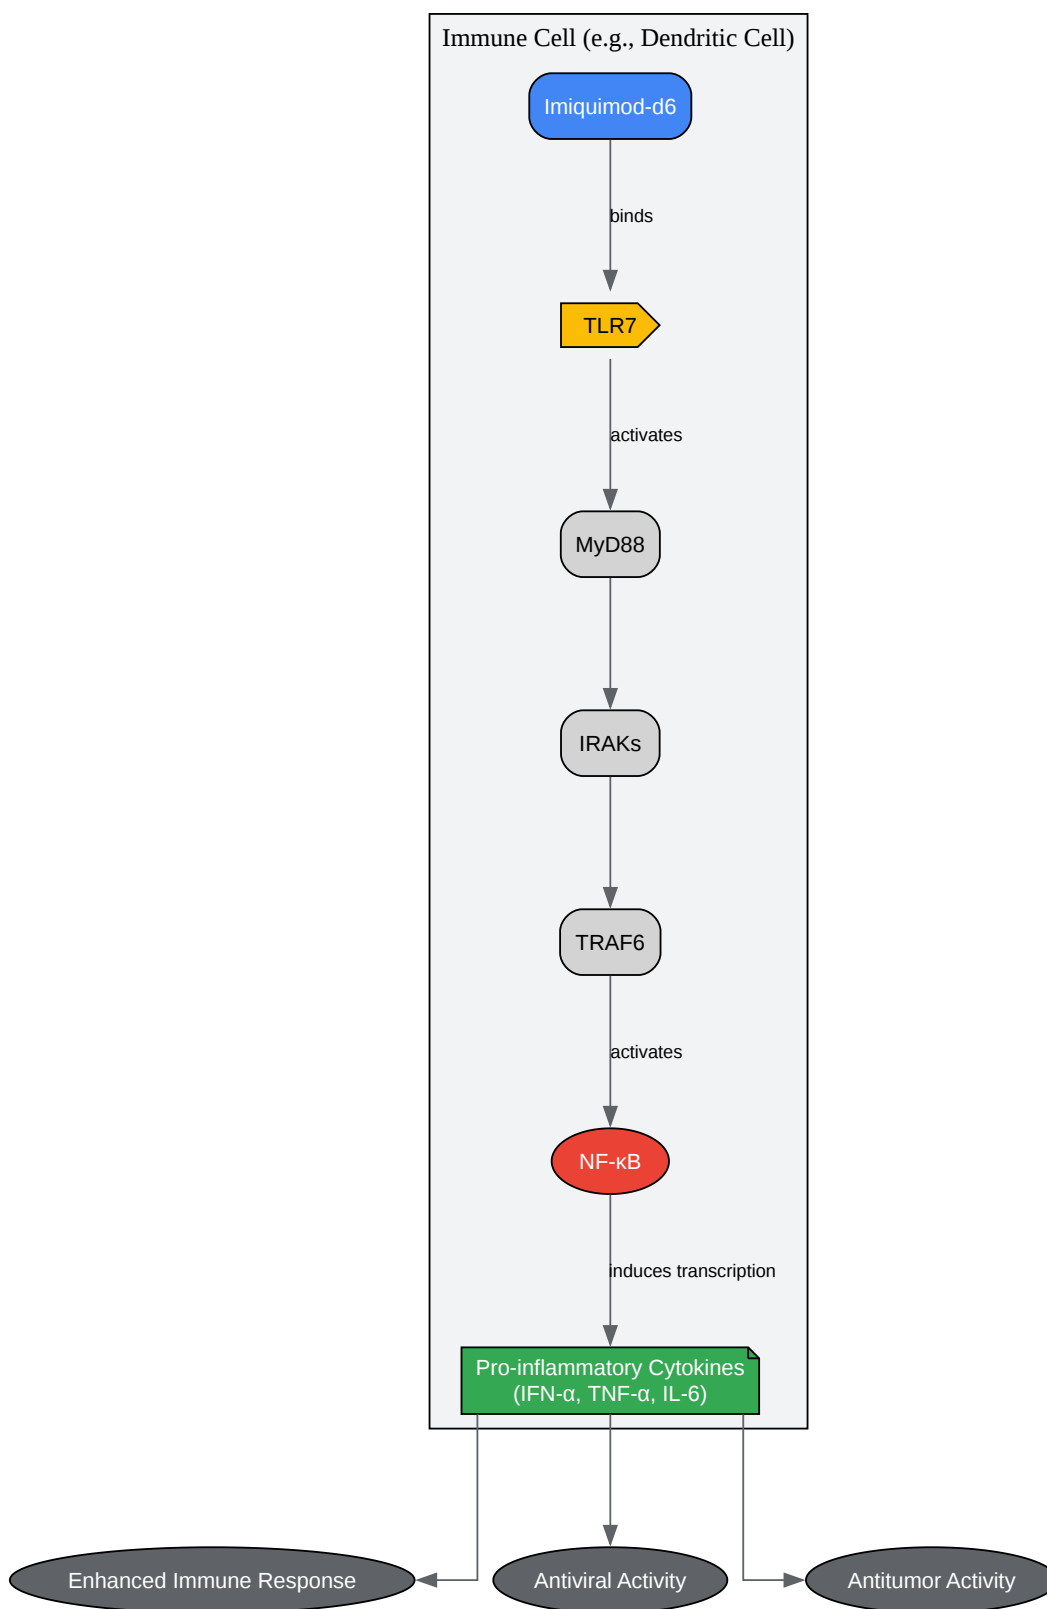 Immune Cell (e.g., Dendritic Cell)
Imiquimod-d6
binds
TLR7
activates
MyD88
IRAKs
TRAF6
activates
NF-κB
induces transcription
Pro-inflammatory Cytokines
(IFN-α, TNF-α, IL-6)
Enhanced Immune Response
Antiviral Activity
Antitumor Activity